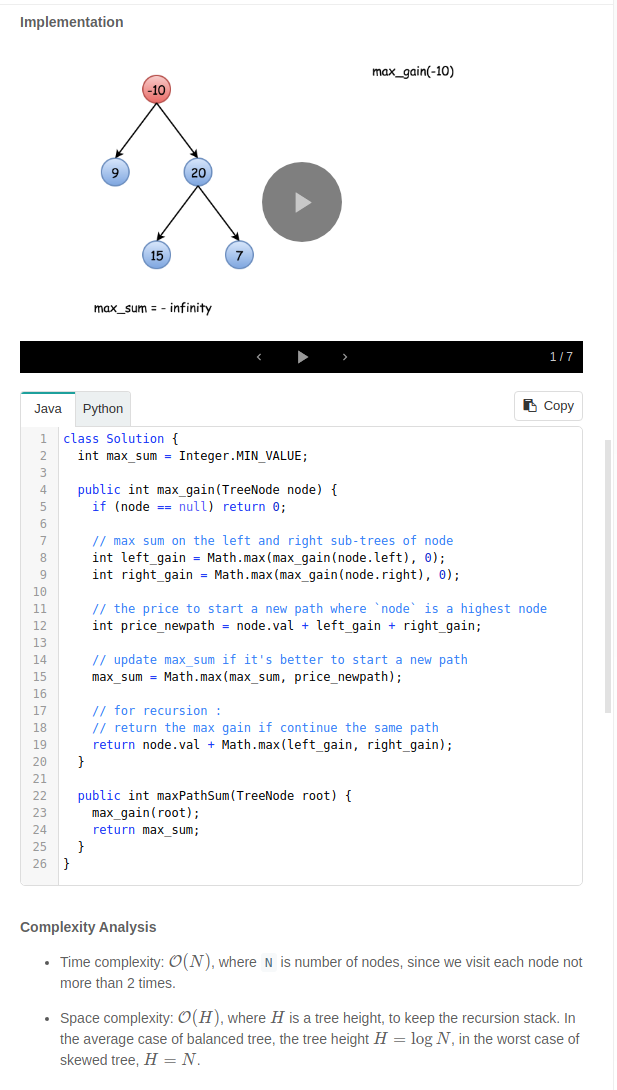 Implementation
max_gain(-10)
-10
9
20
15
7
max_sum = - infinity
1 / 7
Java
Python
Copy
1 class Solution {
2   int max_sum = Integer.MIN_VALUE;
3
4   public int max_gain(TreeNode node) {
5     if (node == null) return 0;
6
7     // max sum on the left and right sub-trees of node
8     int left_gain = Math.max(max_gain(node.left), 0);
9     int right_gain = Math.max(max_gain(node.right), 0);
10
11     // the price to start a new path where `node` is a highest node
12     int price_newpath = node.val + left_gain + right_gain;
13
14     // update max_sum if it's better to start a new path
15     max_sum = Math.max(max_sum, price_newpath);
16
17     // for recursion :
18     // return the max gain if continue the same path
19     return node.val + Math.max(left_gain, right_gain);
20   }
21
22   public int maxPathSum(TreeNode root) {
23     max_gain(root);
24     return max_sum;
25   }
26 }
Complexity Analysis
• Time complexity: O(N), where N is number of nodes, since we visit each node not
more than 2 times.
• Space complexity: O(H), where H is a tree height, to keep the recursion stack. In
the average case of balanced tree, the tree height H = log N, in the worst case of
skewed tree, H = N.